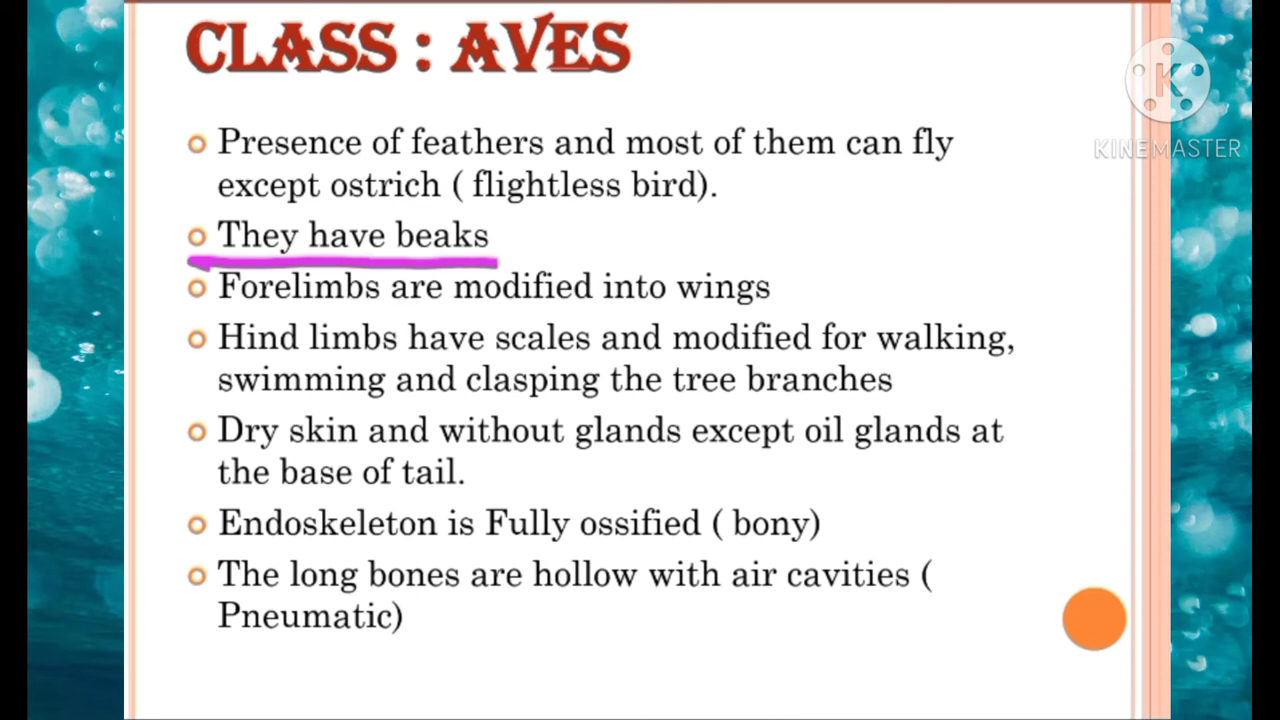 CLASS : AVES
Presence of feathers and most of them can fly
except ostrich ( flightless bird).
They have beaks
Forelimbs are modified into wings
Hind limbs have scales and modified for walking,
swimming and clasping the tree branches
Dry skin and without glands except oil glands at
the base of tail.
Endoskeleton is Fully ossified ( bony)
The long bones are hollow with air cavities (
Pneumatic)
K
KINEMASTER